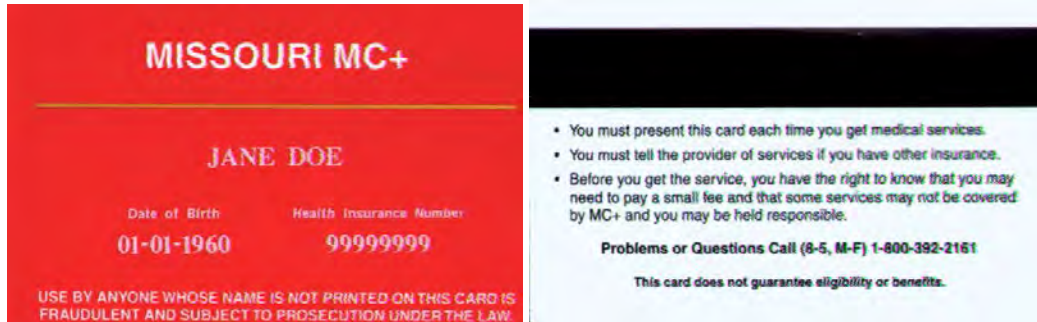 MISSOURI MC+
JANE DOE
Date of Birth Health Insurance Number
01-01-1960 99999999
USE BY ANYONE WHOSE NAME IS NOT PRINTED ON THIS CARD IS
FRAUDULENT AND SUBJECT TO PROSECUTION UNDER THE LAW.
• You must present this card each time you get medical services.
• You must tell the provider of services if you have other insurance.
• Before you get the service, you have the right to know that you may
need to pay a small fee and that some services may not be covered
by MC+ and you may be held responsible.
Problems or Questions Call (8-5, M-F) 1-800-392-2161
This card does not guarantee eligibility or benefits.